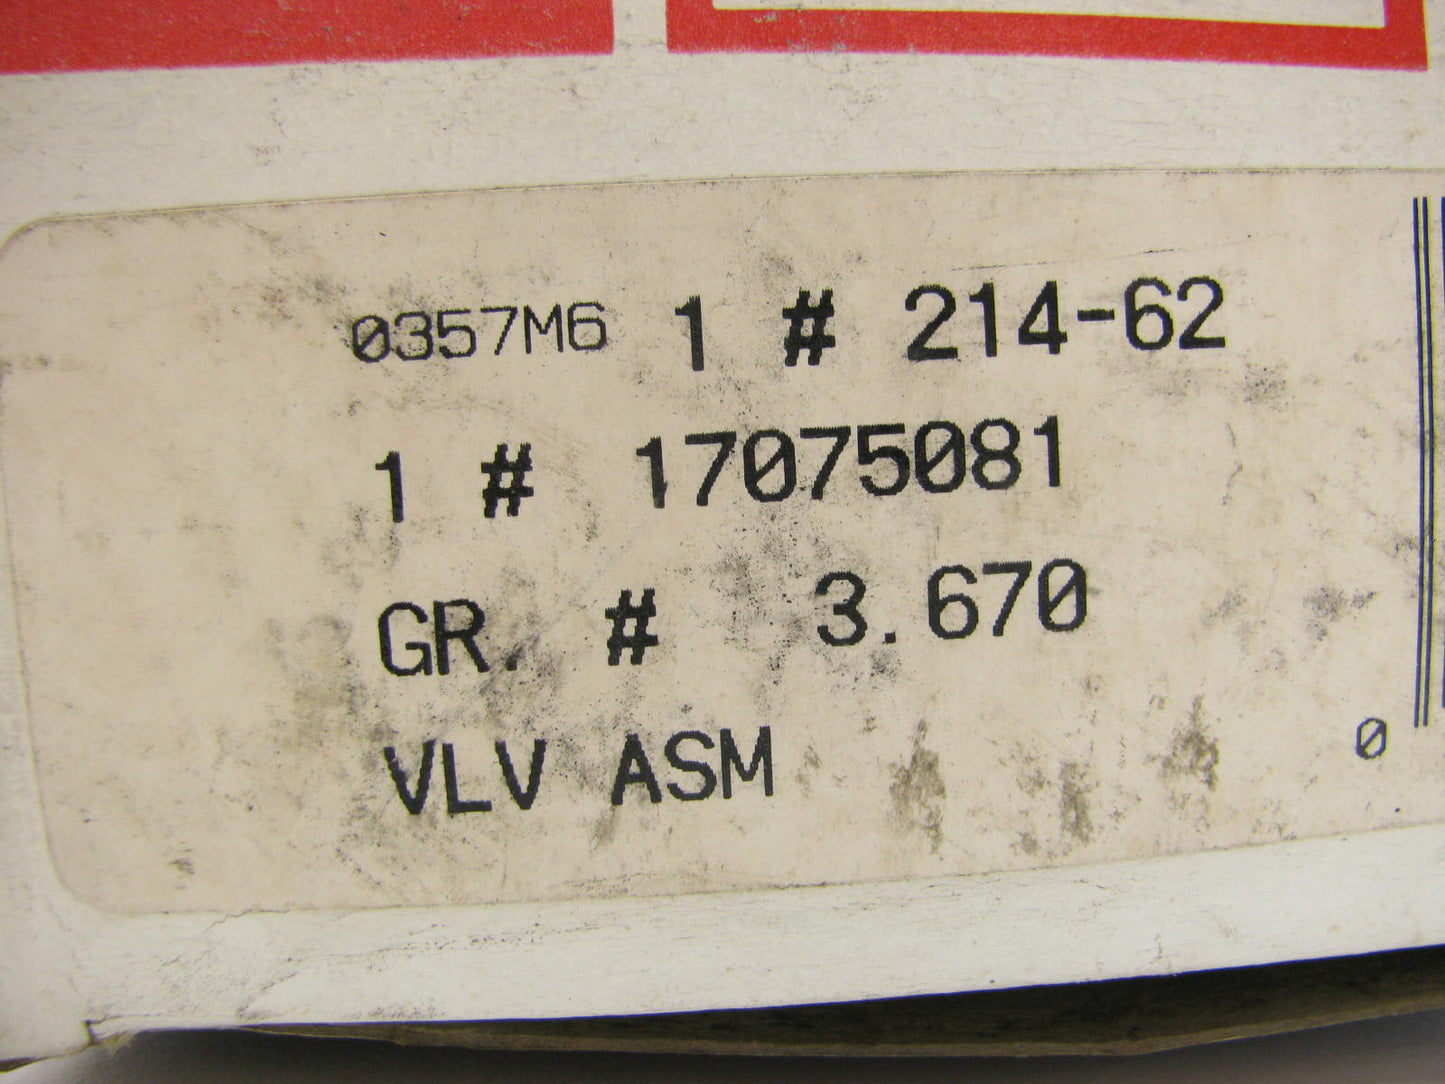 0357M6 1 # 214-62
1 # 17075081
GR. # 3.670
VLV ASM
0